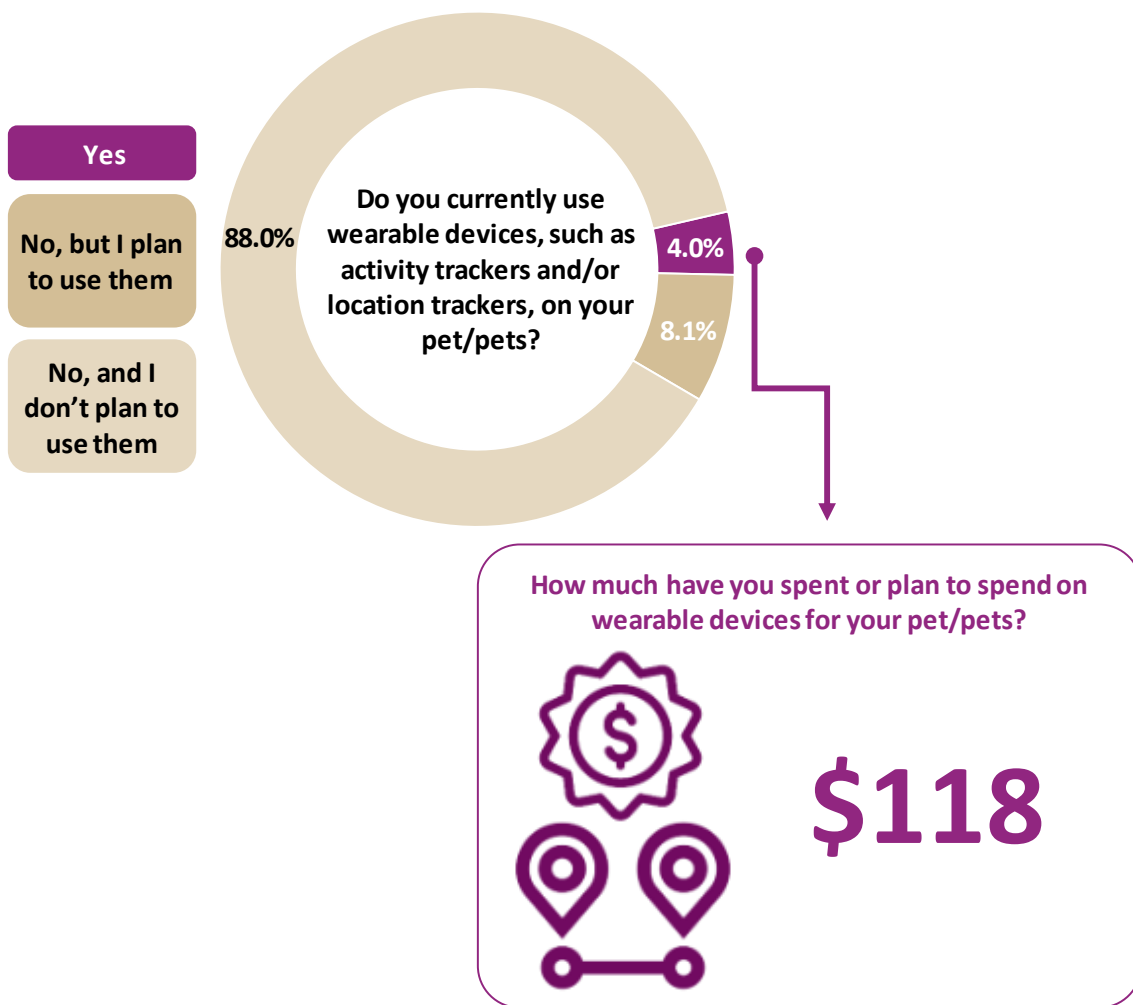 Yes
No, but I plan
to use them
No, and I
don’t plan to
use them
88.0%
Do you currently use
wearable devices, such as
activity trackers and/or
location trackers, on your
pet/pets?
4.0%
8.1%
How much have you spent or plan to spend on
wearable devices for your pet/pets?
$
$118